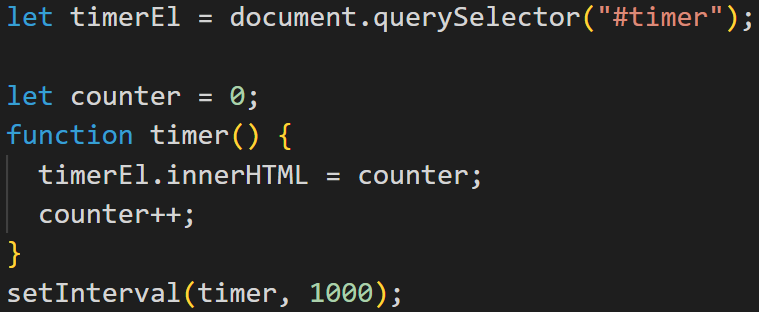 let timerEl = document.querySelector("#timer");
let counter = 0;
function timer() {
  timerEl.innerHTML = counter;
  counter++;
}
setInterval(timer, 1000);